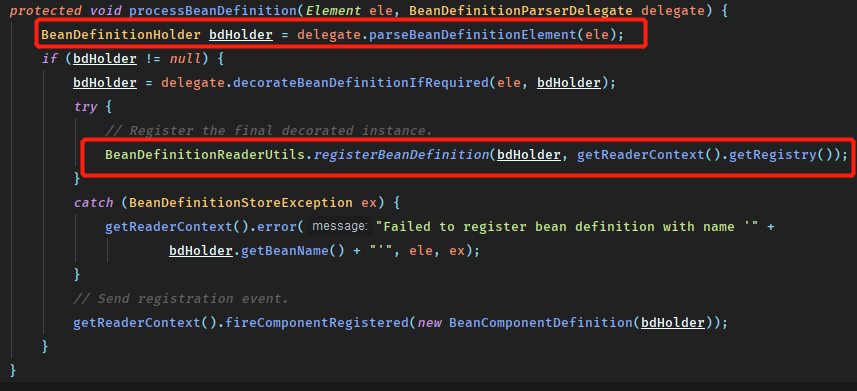 protected void processBeanDefinition(Element ele, BeanDefinitionParserDelegate delegate) {
BeanDefinitionHolder bdHolder = delegate.parseBeanDefinitionElement(ele);
if (bdHolder != null) {
bdHolder = delegate.decorateBeanDefinitionIfRequired(ele, bdHolder);
try {
// Register the final decorated instance.
BeanDefinitionReaderUtils.registerBeanDefinition(bdHolder, getReaderContext().getRegistry());
}
catch (BeanDefinitionStoreException ex) {
getReaderContext().error( message: "Failed to register bean definition with name '" +
bdHolder.getBeanName() + "'", ele, ex);
}
// Send registration event.
getReaderContext().fireComponentRegistered(new BeanComponentDefinition(bdHolder));
}
}